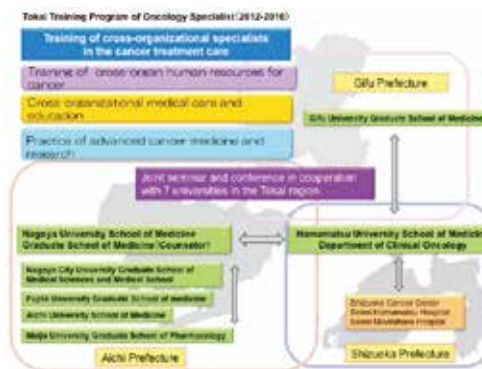 Tokai Training Program of Oncology Specialist(2012-2016)
Training of cross-organizational specialists
in the cancer treatment care
Training of cross-organ human resources for
cancer
Cross-organizational medical care and
education
Practice of advanced cancer medicine and
research
Gifu Prefecture
Gifu University Graduate School of Medicine
Joint seminar and conference in cooperation
with 7 universities in the Tokai region
Nagoya University School of Medicine
Graduate School of Medicine(Counselor)
Hamamatsu University School of Medicine
Department of Clinical Oncology
Nagoya City University Graduate School of
Medical Sciences and Medical School
Fujita University Graduate School of medicine
Aichi University School of Medicine
Meijo University Graduate School of Pharmacology
Shizuoka Cancer Center
Seirei Hamamatsu Hospital
Seirei Mikatahara Hospital
Aichi Prefecture
Shizuoka Prefecture